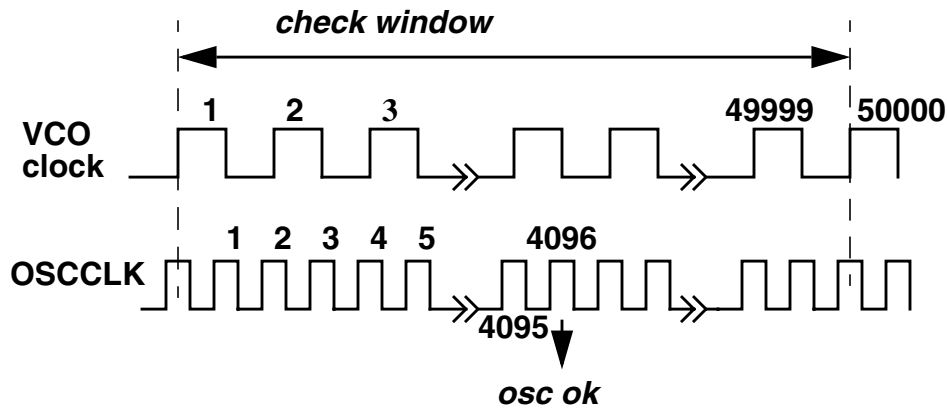 check window
1 2 3 49999 50000
VCO
clock
1 2 3 4 5 4096
OSCCLK
4095
osc ok